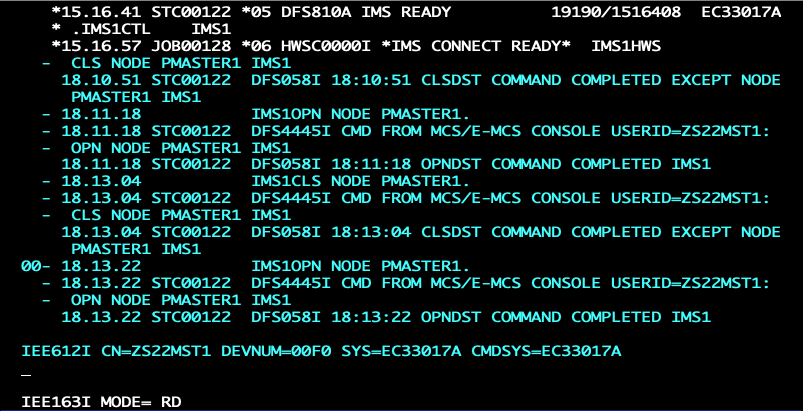 *15.16.41 STC00122 *05 DFS810A IMS READY 19190/1516408 EC33017A
* .IMS1CTL IMS1
*15.16.57 JOB00128 *06 HWSC0000I *IMS CONNECT READY* IMS1HWS
- CLS NODE PMASTER1 IMS1
18.10.51 STC00122 DFS058I 18:10:51 CLSDST COMMAND COMPLETED EXCEPT NODE
PMASTER1 IMS1
- 18.11.18 IMS1OPN NODE PMASTER1.
- 18.11.18 STC00122 DFS4445I CMD FROM MCS/E-MCS CONSOLE USERID=ZS22MST1:
- OPN NODE PMASTER1 IMS1
18.11.18 STC00122 DFS058I 18:11:18 OPNDST COMMAND COMPLETED IMS1
- 18.13.04 IMS1CLS NODE PMASTER1.
- 18.13.04 STC00122 DFS4445I CMD FROM MCS/E-MCS CONSOLE USERID=ZS22MST1:
- CLS NODE PMASTER1 IMS1
18.13.04 STC00122 DFS058I 18:13:04 CLSDST COMMAND COMPLETED EXCEPT NODE
PMASTER1 IMS1
00- 18.13.22 IMS1OPN NODE PMASTER1.
- 18.13.22 STC00122 DFS4445I CMD FROM MCS/E-MCS CONSOLE USERID=ZS22MST1:
- OPN NODE PMASTER1 IMS1
18.13.22 STC00122 DFS058I 18:13:22 OPNDST COMMAND COMPLETED IMS1
IEE612I CN=ZS22MST1 DEVNUM=00F0 SYS=EC33017A CMDSYS=EC33017A
_
IEE163I MODE= RD